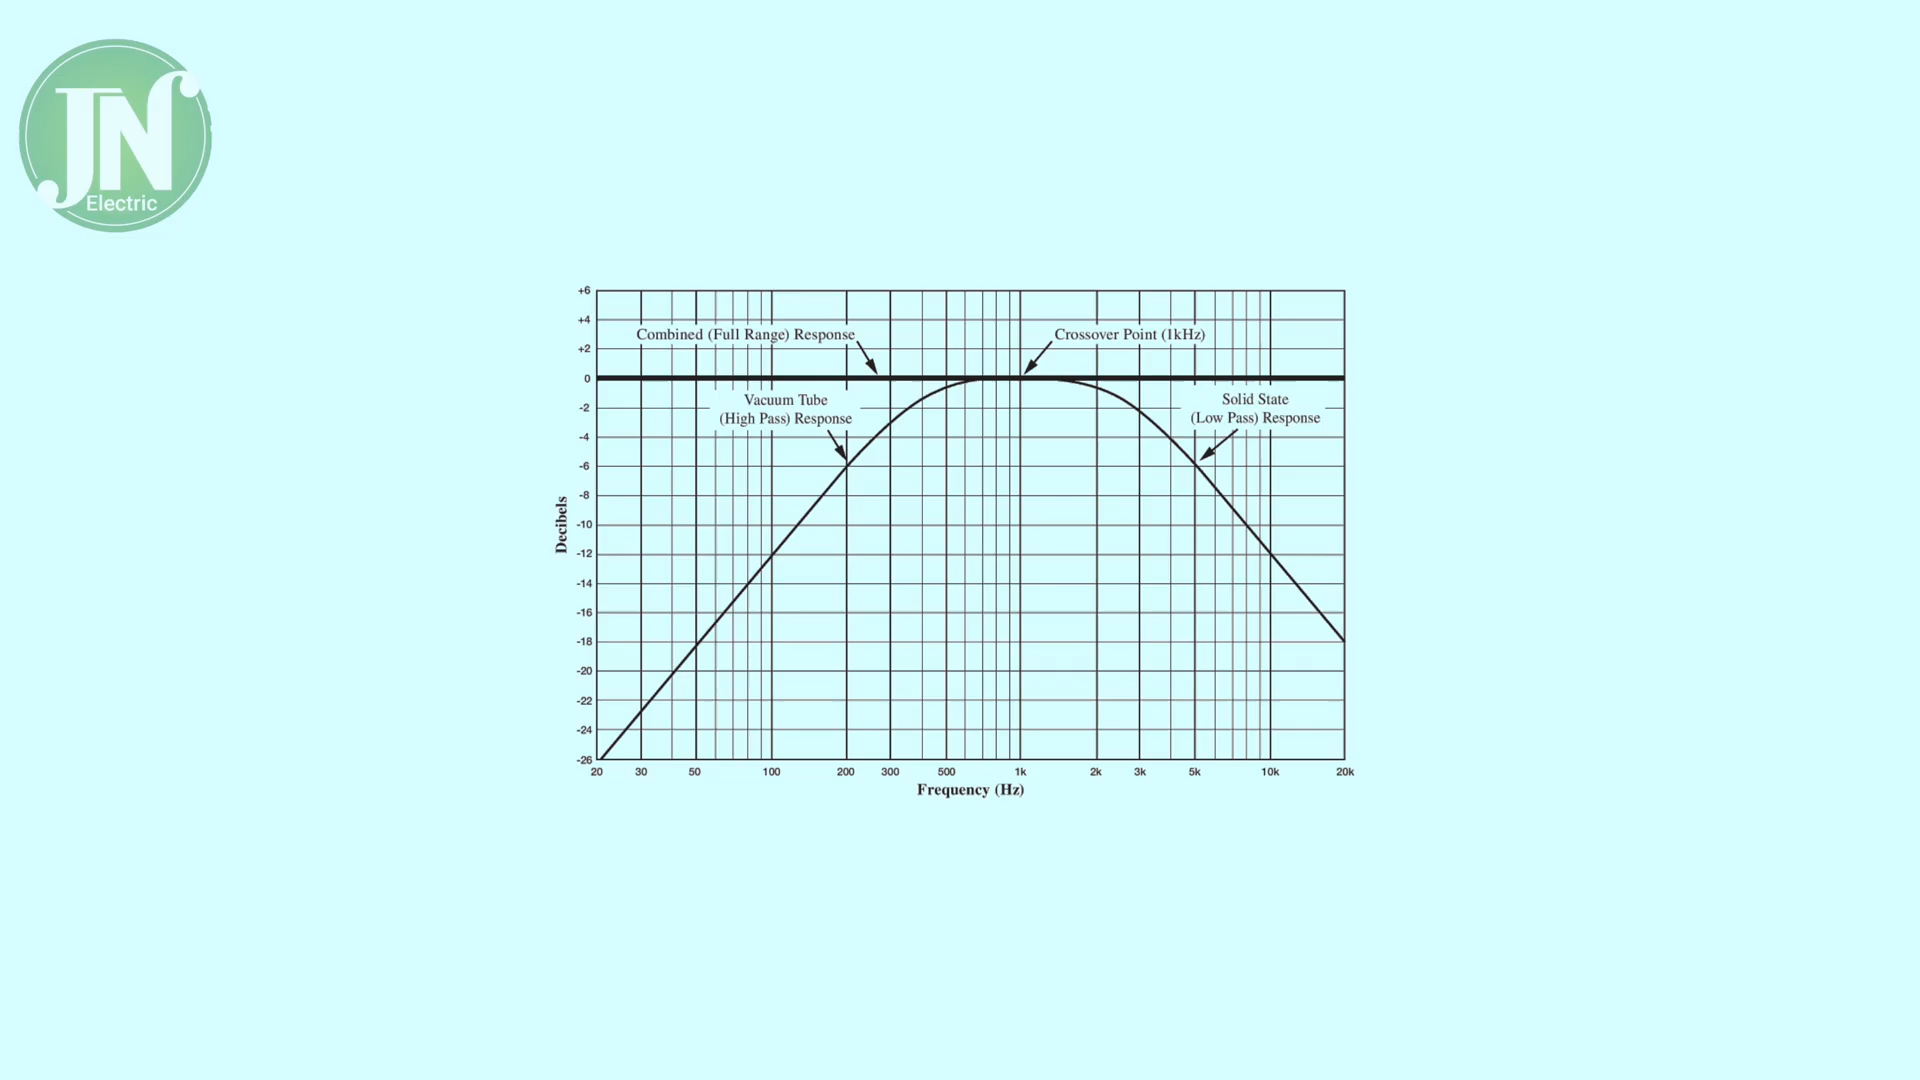 JN
Electric
+6
+4
Combined (Full Range) Response
Crossover Point (1kHz)
+2
0
Vacuum Tube
(High Pass) Response
Solid State
(Low Pass) Response
-2
-4
-6
-8
-10
-12
-14
-16
-18
-20
-22
-24
-26
Decibels
20 30 50 100 200 300 500 1k 2k 3k 5k 10k 20k
Frequency (Hz)